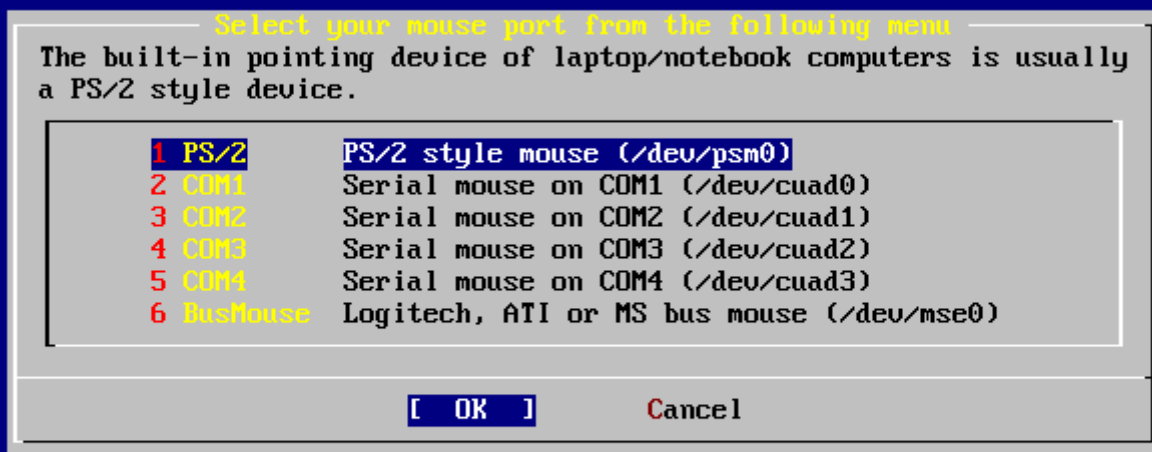 Select your mouse port from the following menu
The built-in pointing device of laptop/notebook computers is usually
a PS/2 style device.
1 PS/2 PS/2 style mouse (/dev/psm0)
2 COM1 Serial mouse on COM1 (/dev/cuad0)
3 COM2 Serial mouse on COM2 (/dev/cuad1)
4 COM3 Serial mouse on COM3 (/dev/cuad2)
5 COM4 Serial mouse on COM4 (/dev/cuad3)
6 BusMouse Logitech, ATI or MS bus mouse (/dev/mse0)
[ OK ] Cancel